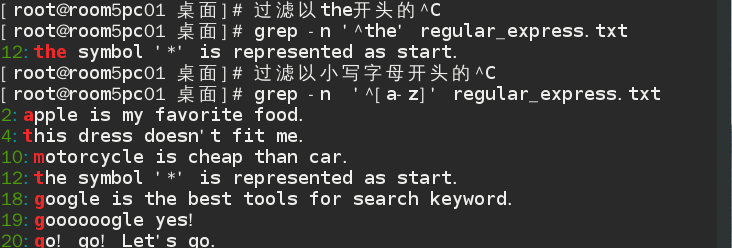 [root@room5pc01 桌面]# 过滤以the开头的^C
[root@room5pc01 桌面]# grep -n '^the' regular_express.txt
12:the symbol '*' is represented as start.
[root@room5pc01 桌面]# 过滤以小写字母开头的^C
[root@room5pc01 桌面]# grep -n  '^[a-z]' regular_express.txt
2:apple is my favorite food.
4:this dress doesn't fit me.
10:motorcycle is cheap than car.
12:the symbol '*' is represented as start.
18:google is the best tools for search keyword.
19:goooooogle yes!
20:go! go! Let's go.